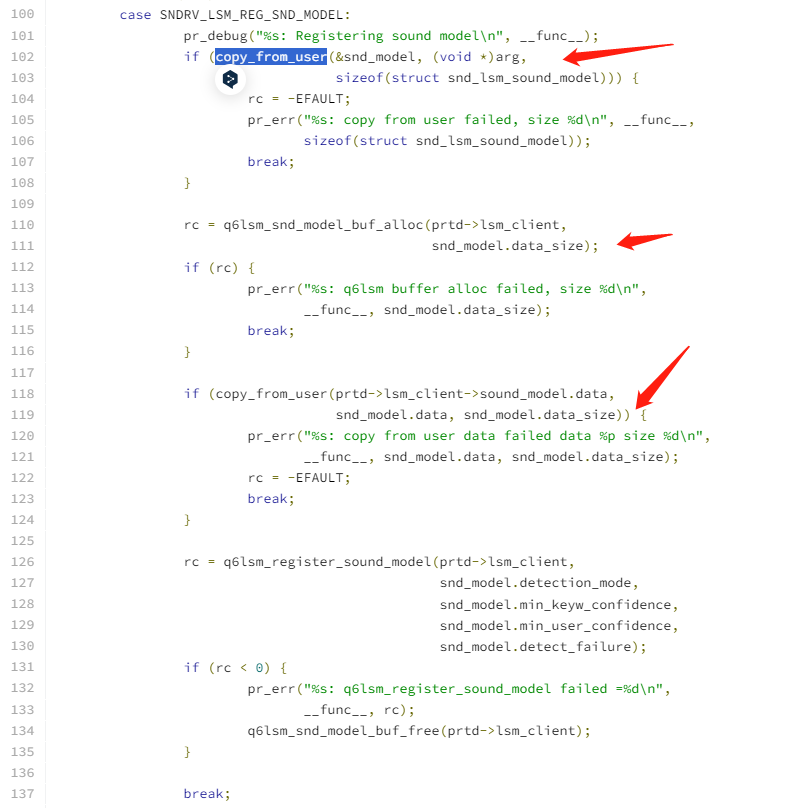 100 case SNDRV_LSM_REG_SND_MODEL:
101 pr_debug("%s: Registering sound model\n", __func__);
102 if (copy_from_user(&snd_model, (void *)arg,
103 sizeof(struct snd_lsm_sound_model))) {
104 rc = -EFAULT;
105 pr_err("%s: copy from user failed, size %d\n", __func__,
106 sizeof(struct snd_lsm_sound_model));
107 break;
108 }
109
110 rc = q6lsm_snd_model_buf_alloc(prtd->lsm_client,
111 snd_model.data_size);
112 if (rc) {
113 pr_err("%s: q6lsm buffer alloc failed, size %d\n",
114 __func__, snd_model.data_size);
115 break;
116 }
117
118 if (copy_from_user(prtd->lsm_client->sound_model.data,
119 snd_model.data, snd_model.data_size)) {
120 pr_err("%s: copy from user data failed data %p size %d\n",
121 __func__, snd_model.data, snd_model.data_size);
122 rc = -EFAULT;
123 break;
124 }
125
126 rc = q6lsm_register_sound_model(prtd->lsm_client,
127 snd_model.detection_mode,
128 snd_model.min_keyw_confidence,
129 snd_model.min_user_confidence,
130 snd_model.detect_failure);
131 if (rc < 0) {
132 pr_err("%s: q6lsm_register_sound_model failed =%d\n",
133 __func__, rc);
134 q6lsm_snd_model_buf_free(prtd->lsm_client);
135 }
136
137 break;